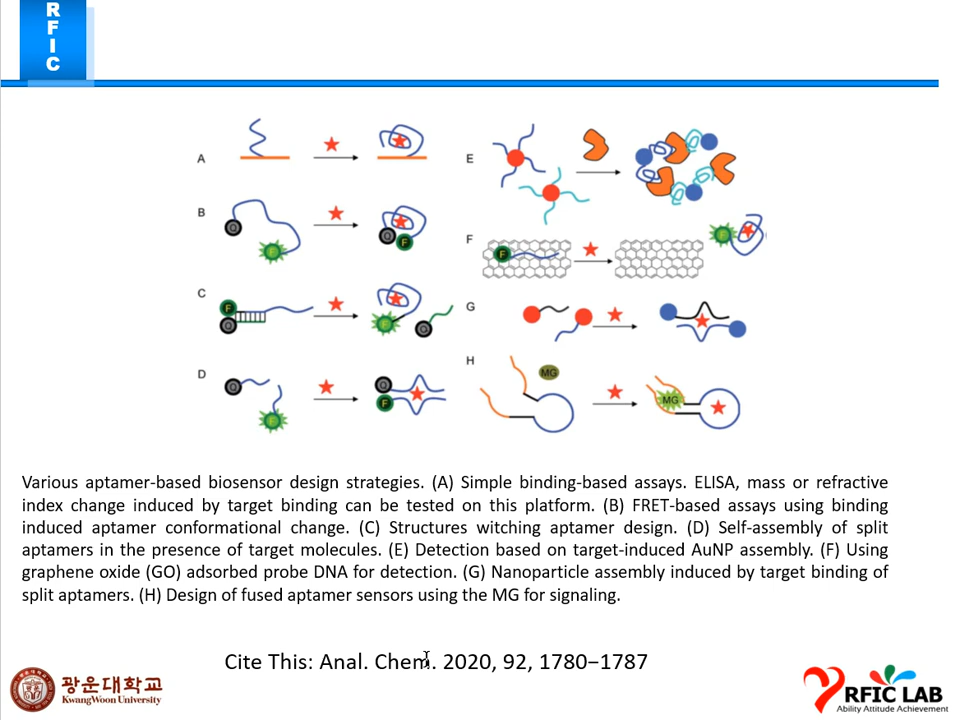 R
F
I
C
A
B
Q
F
Q
F
C
F
Q
F
Q
D
Q
F
Q
F
E
F
F
F
G
H
MG
MG
Various aptamer-based biosensor design strategies. (A) Simple binding-based assays. ELISA, mass or refractive
index change induced by target binding can be tested on this platform. (B) FRET-based assays using binding
induced aptamer conformational change. (C) Structures witching aptamer design. (D) Self-assembly of split
aptamers in the presence of target molecules. (E) Detection based on target-induced AuNP assembly. (F) Using
graphene oxide (GO) adsorbed probe DNA for detection. (G) Nanoparticle assembly induced by target binding of
split aptamers. (H) Design of fused aptamer sensors using the MG for signaling.
Cite This: Anal. Chem. 2020, 92, 1780−1787
광운대학교
KwangWoon University
RFIC LAB
Ability Attitude Achievement